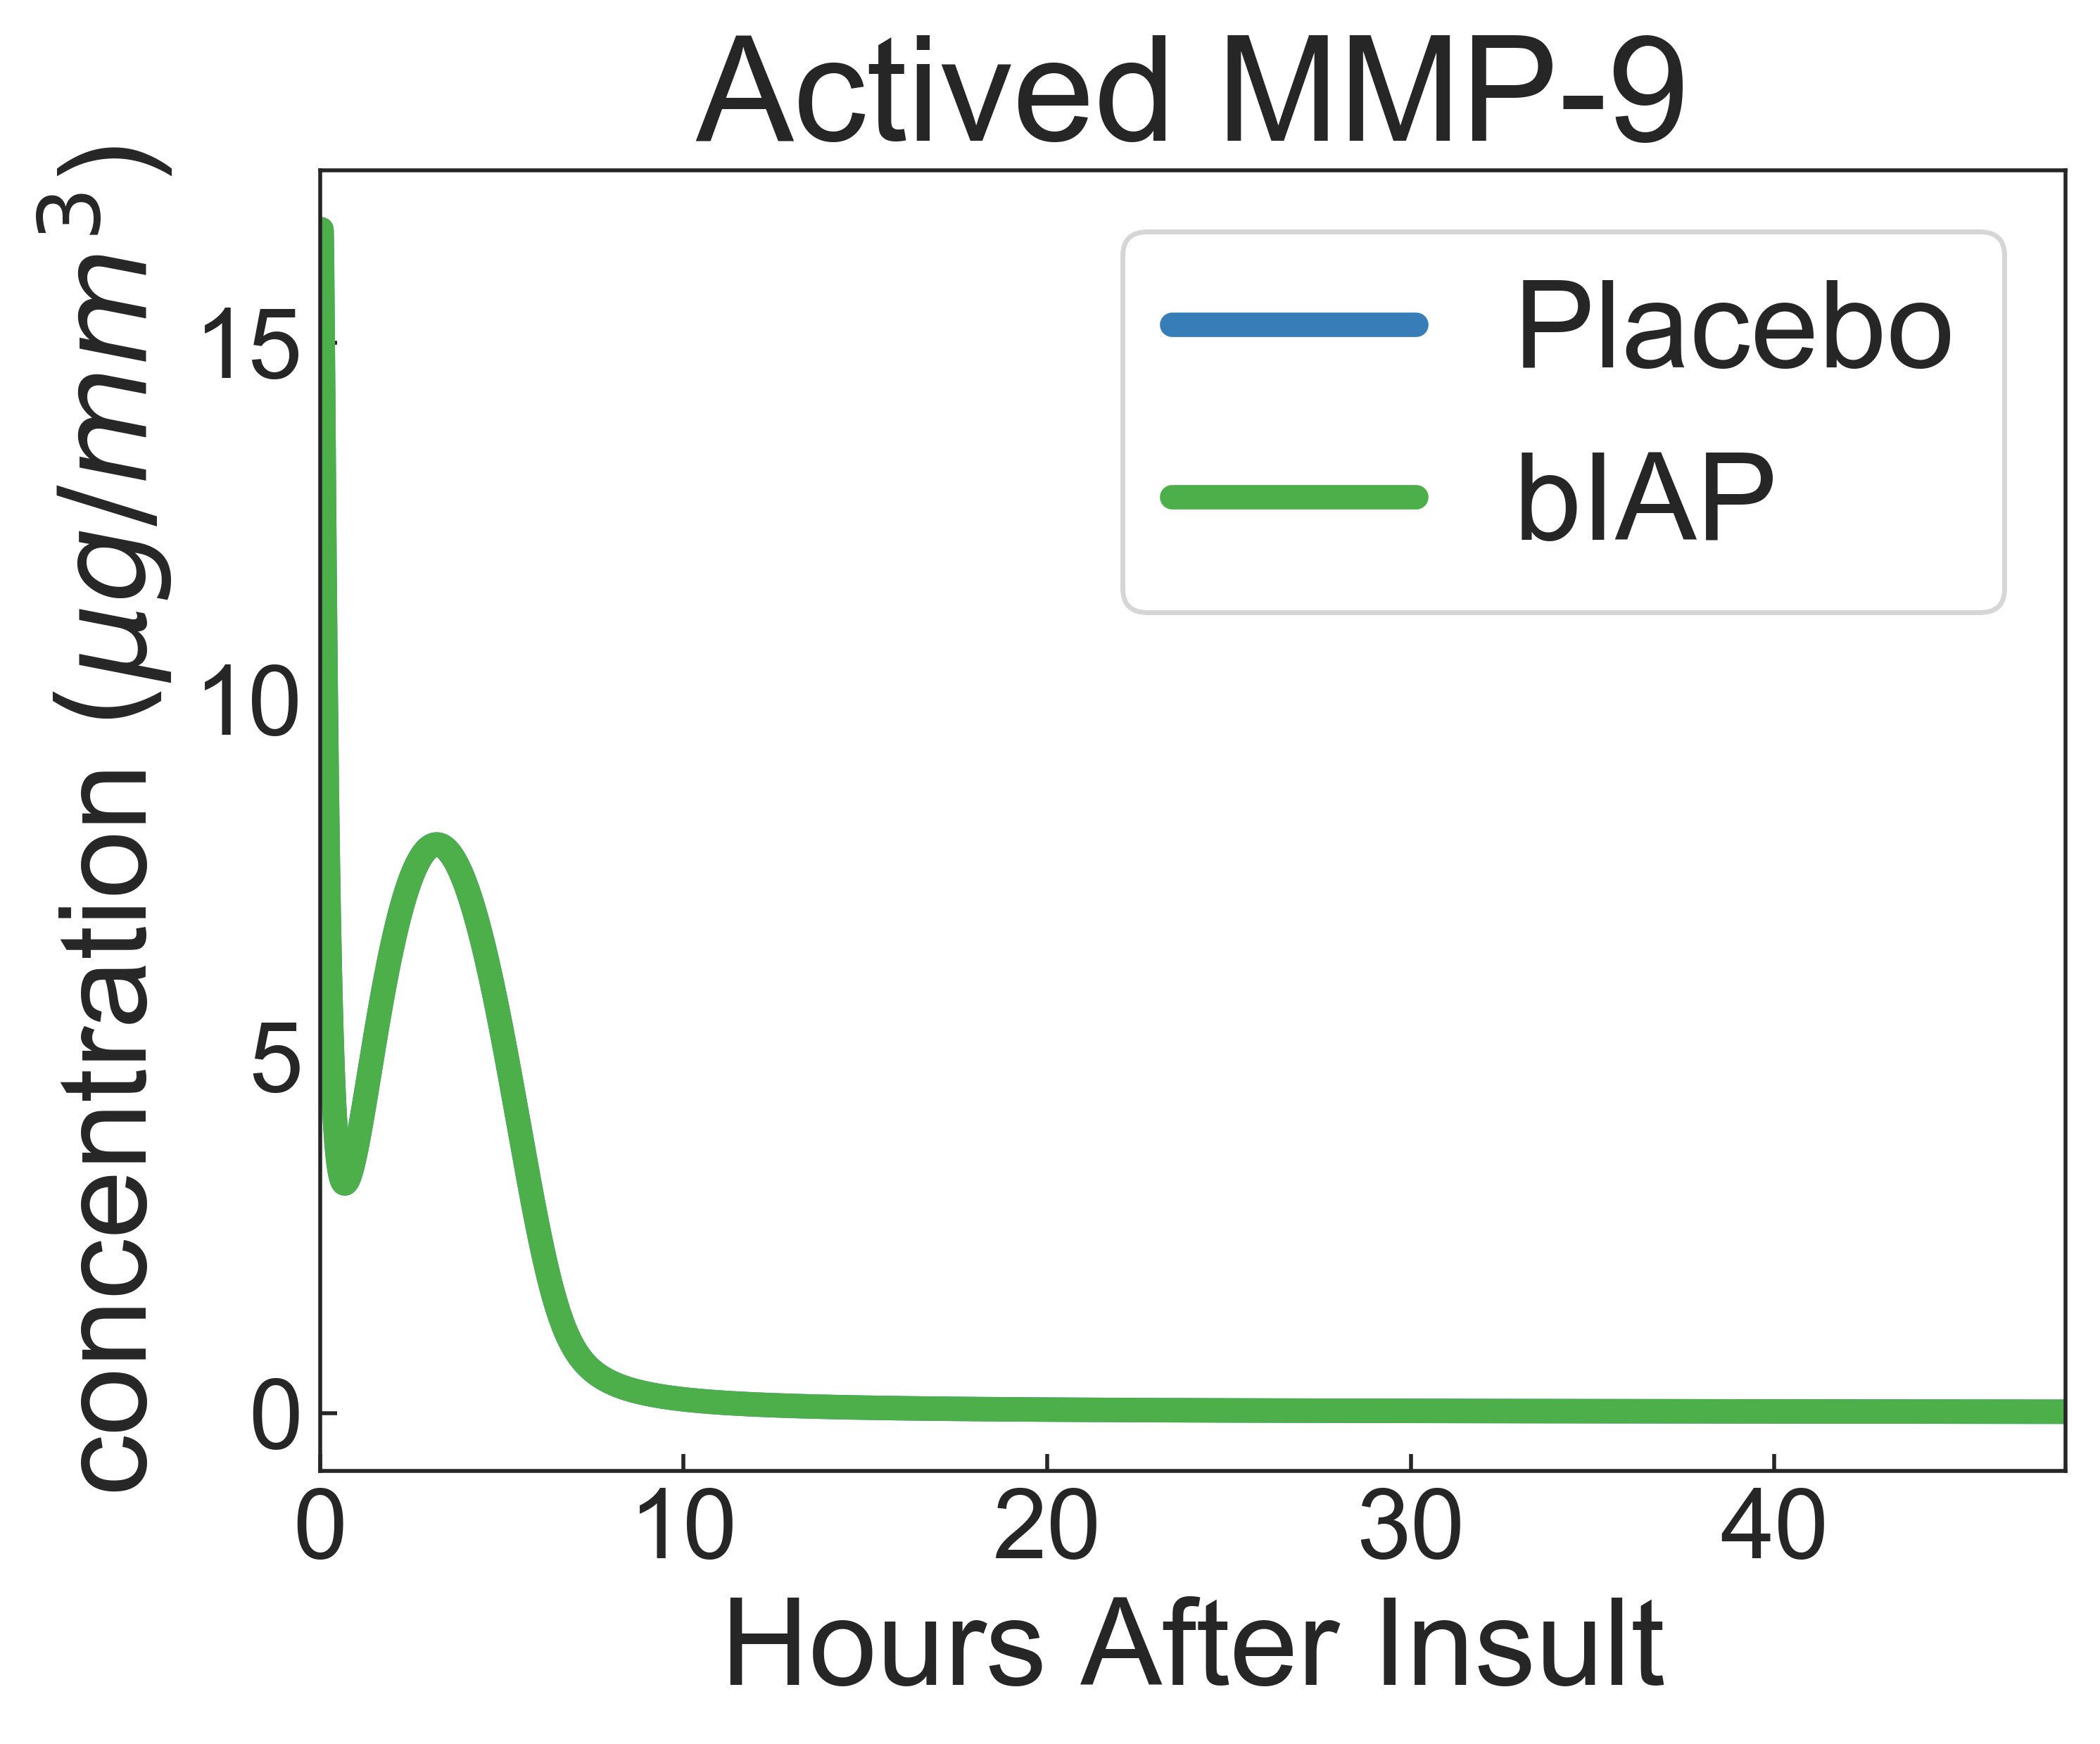 Actived MMP-9
concentration (μg/mm³)
15
10
5
0
Placebo
bIAP
0 10 20 30 40
Hours After Insult